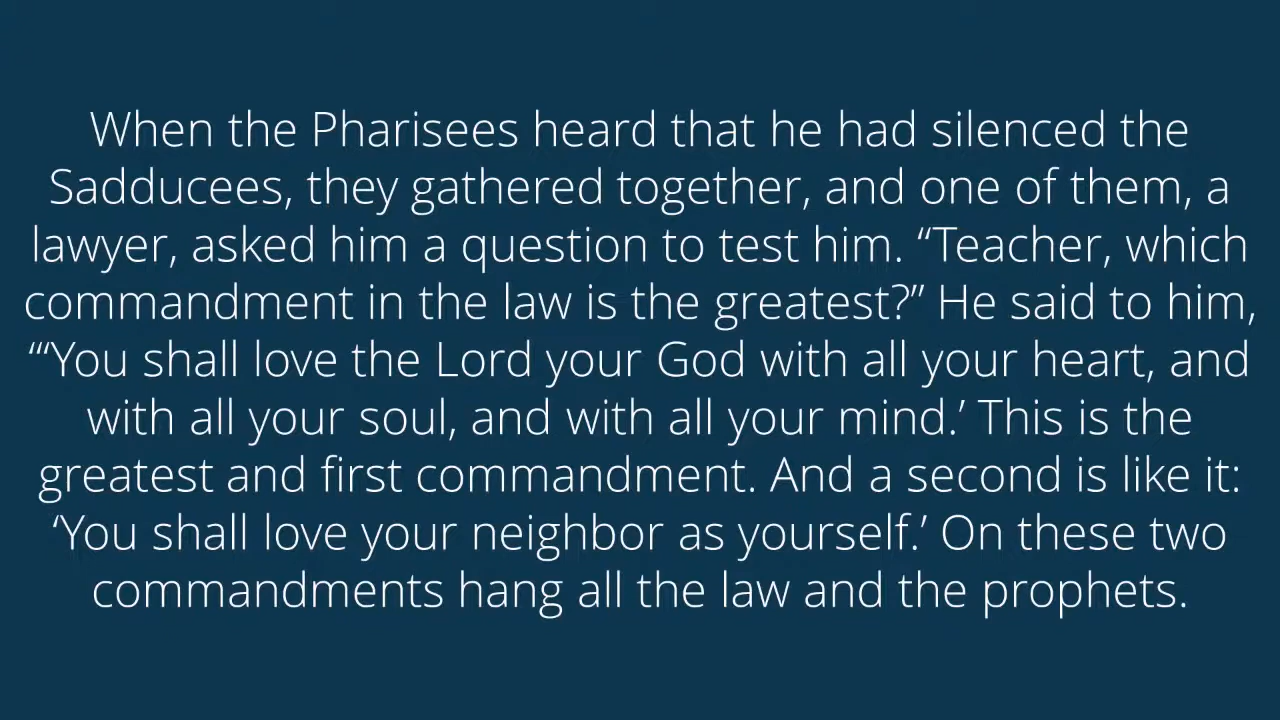 When the Pharisees heard that he had silenced the
Sadducees, they gathered together, and one of them, a
lawyer, asked him a question to test him. “Teacher, which
commandment in the law is the greatest?” He said to him,
“‘You shall love the Lord your God with all your heart, and
with all your soul, and with all your mind.’ This is the
greatest and first commandment. And a second is like it:
‘You shall love your neighbor as yourself.’ On these two
commandments hang all the law and the prophets.